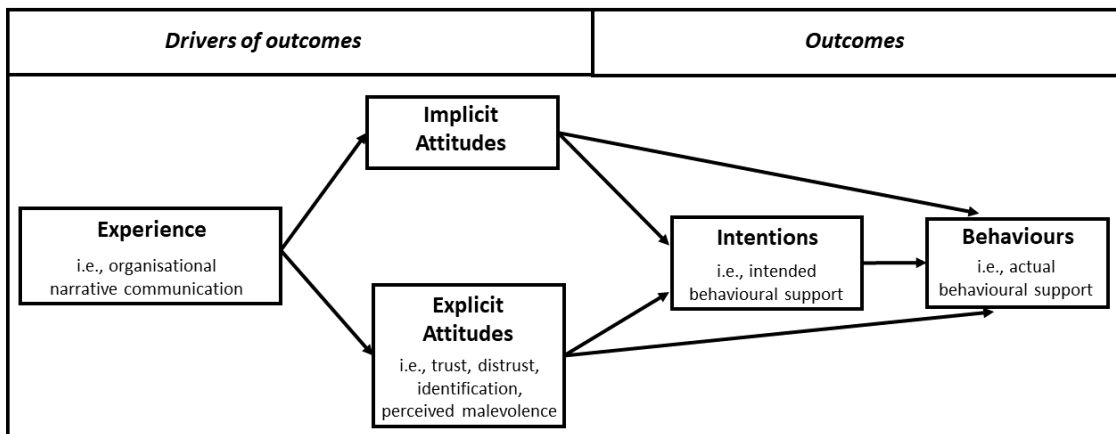 Drivers of outcomes
Outcomes
Implicit
Attitudes
Experience
i.e., organisational
narrative communication
Explicit
Attitudes
i.e., trust, distrust,
identification,
perceived malevolence
Intentions
i.e., intended
behavioural support
Behaviours
i.e., actual
behavioural support